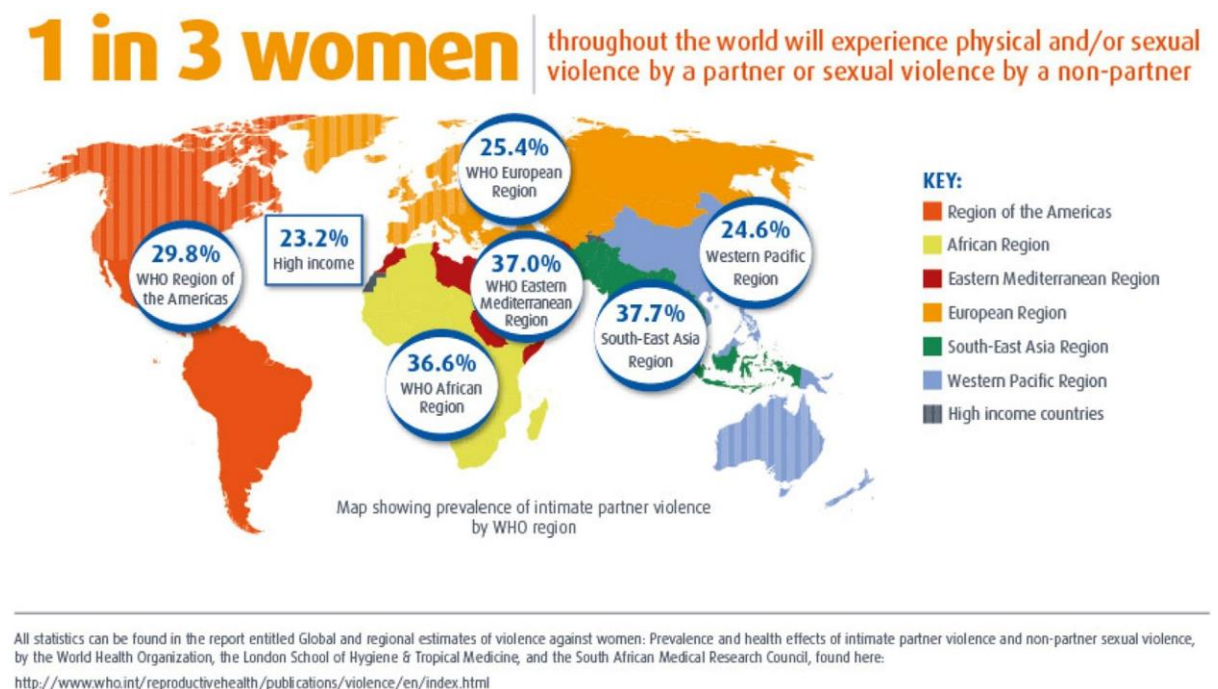 1 in 3 women
throughout the world will experience physical and/or sexual
violence by a partner or sexual violence by a non-partner
25.4%
WHO European
Region
29.8%
WHO Region of
the Americas
23.2%
High income
37.0%
WHO Eastern
Mediterranean
Region
24.6%
Western Pacific
Region
37.7%
South-East Asia
Region
36.6%
WHO African
Region
KEY:
Region of the Americas
African Region
Eastern Mediterranean Region
European Region
South-East Asia Region
Western Pacific Region
High income countries
Map showing prevalence of intimate partner violence
by WHO region
All statistics can be found in the report entitled Global and regional estimates of violence against women: Prevalence and health effects of intimate partner violence and non-partner sexual violence,
by the World Health Organization, the London School of Hygiene & Tropical Medicine, and the South African Medical Research Council, found here:
http://www.who.int/reproductivehealth/publications/violence/en/index.html